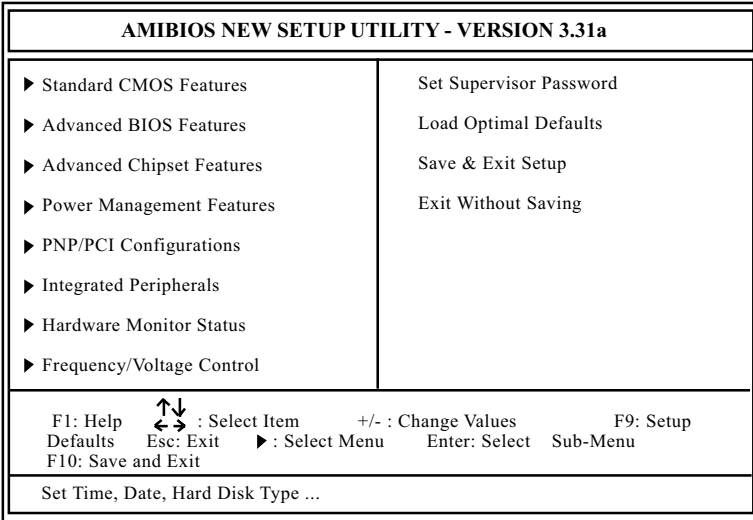 AMIBIOS NEW SETUP UTILITY - VERSION 3.31a
▶ Standard CMOS Features
▶ Advanced BIOS Features
▶ Advanced Chipset Features
▶ Power Management Features
▶ PNP/PCI Configurations
▶ Integrated Peripherals
▶ Hardware Monitor Status
▶ Frequency/Voltage Control
Set Supervisor Password
Load Optimal Defaults
Save & Exit Setup
Exit Without Saving
F1: Help ↑↓←→ : Select Item +/- : Change Values F9: Setup
Defaults Esc: Exit ▶ : Select Menu Enter: Select Sub-Menu
F10: Save and Exit
Set Time, Date, Hard Disk Type ...